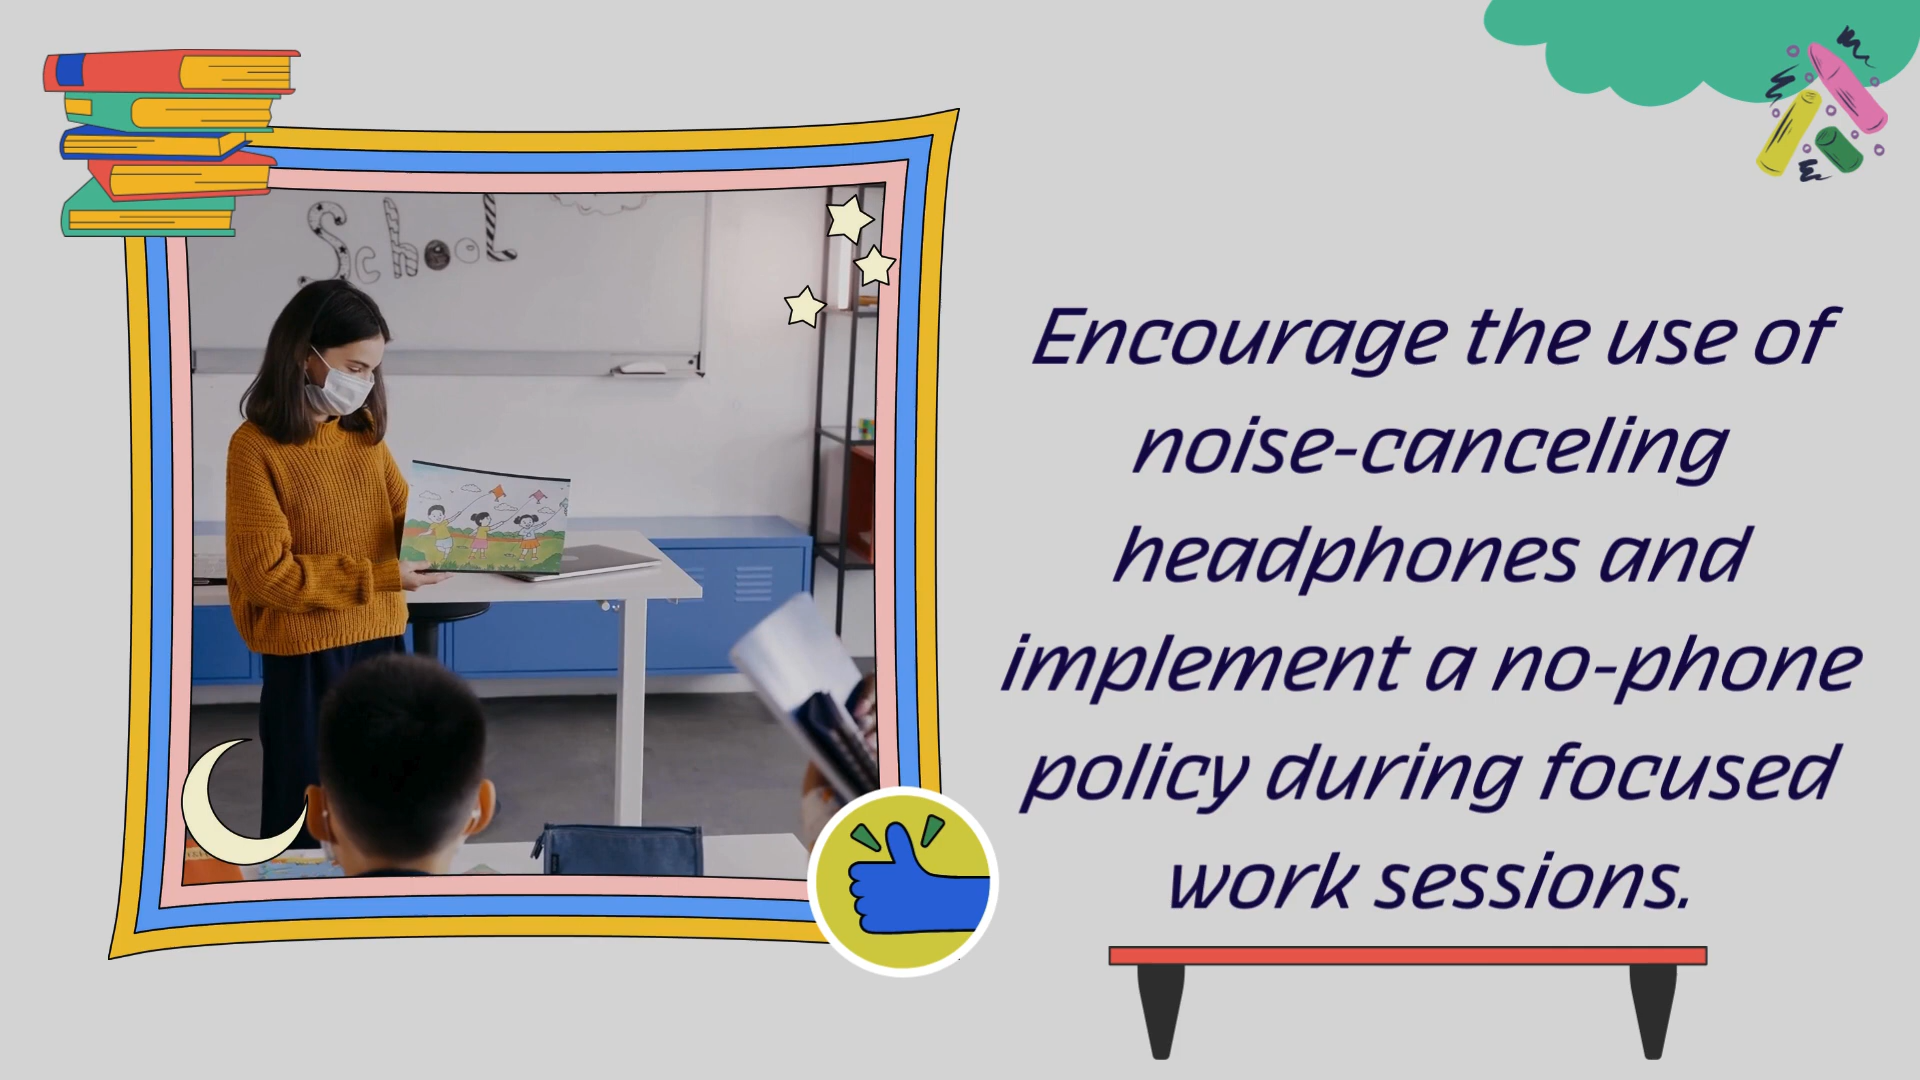 School
Encourage the use of
noise-canceling
headphones and
implement a no-phone
policy during focused
work sessions.